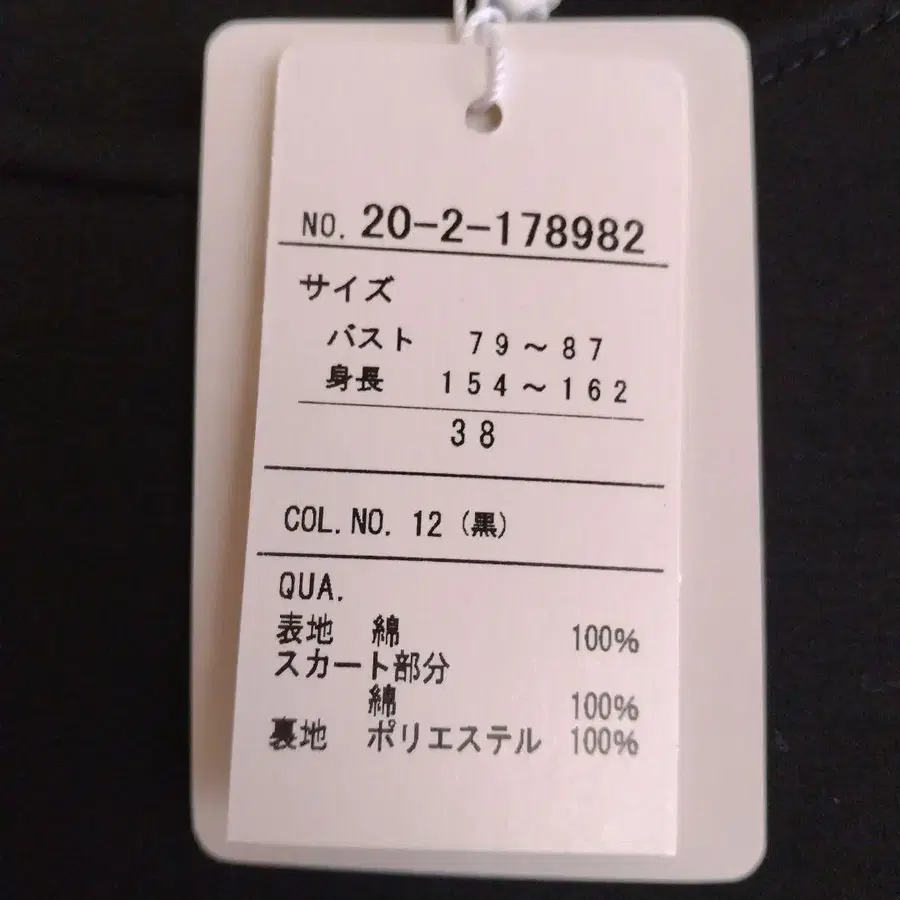 NO. 20-2-178982
サイズ
バスト 79～87
身長 154～162
38
COL.NO. 12 (黒)
QUA.
表地 綿 100%
スカート部分
綿 100%
裏地 ポリエステル 100%